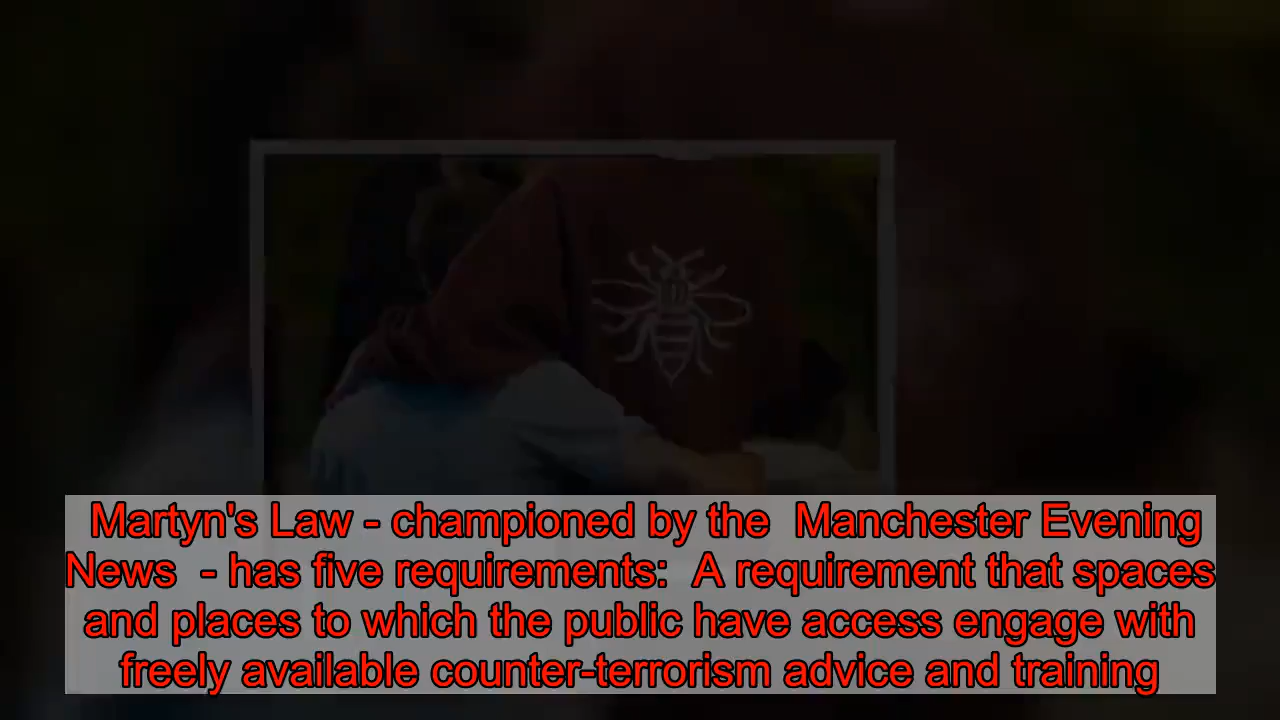 Martyn's Law - championed by the  Manchester Evening
News  - has five requirements:  A requirement that spaces
and places to which the public have access engage with
freely available counter-terrorism advice and training